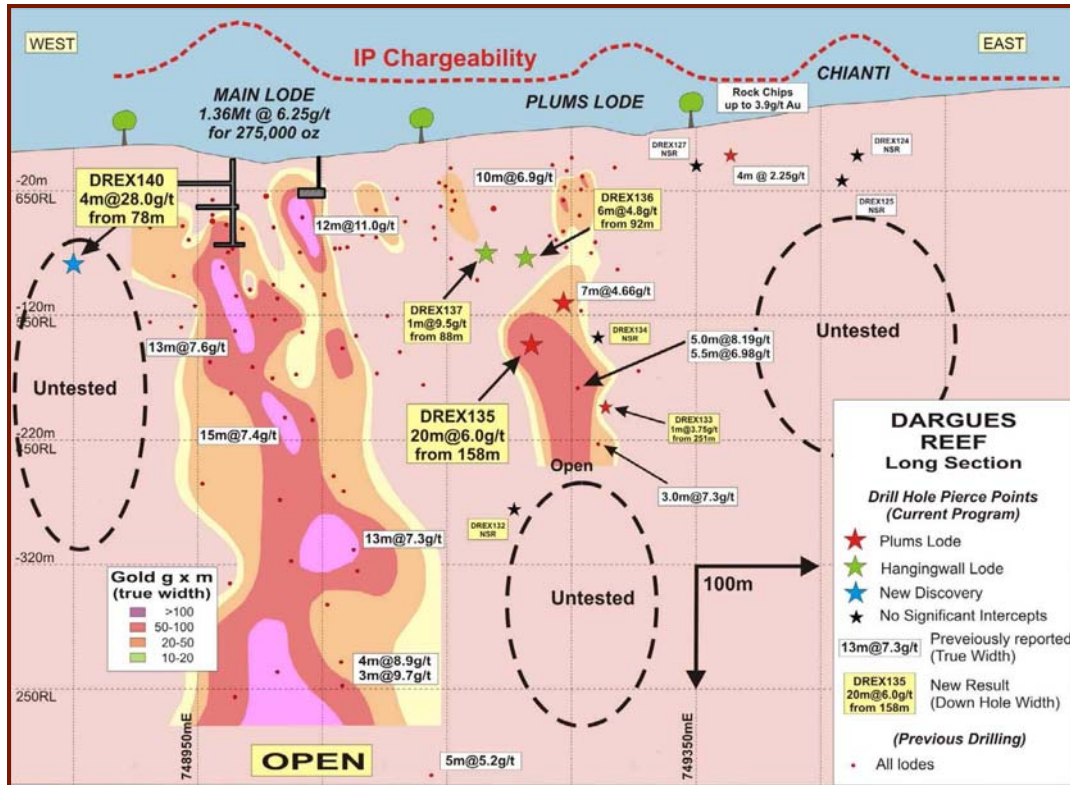 WEST
IP Chargeability
EAST
CHIANTI
MAIN LODE
1.36Mt @ 6.25g/t
for 275,000 oz
PLUMS LODE
Rock Chips
up to 3.9g/t Au
DREX127
NSR
DREX124
NSR
4m @ 2.25g/t
DREX125
NSR
-20m
650RL
DREX140
4m@28.0g/t
from 78m
10m@6.9g/t
DREX136
6m@4.8g/t
from 92m
12m@11.0g/t
DREX137
1m@9.5g/t
from 88m
7m@4.66g/t
-120m
550RL
DREX134
NSR
13m@7.6g/t
5.0m@8.19g/t
5.5m@6.98g/t
Untested
Untested
DREX135
20m@6.0g/t
from 158m
DREX133
1m@3.75g/t
from 251m
15m@7.4g/t
-220m
450RL
Open
3.0m@7.3g/t
DREX132
NSR
13m@7.3g/t
-320m
Untested
100m
Gold g x m
(true width)
>100
50-100
20-50
10-20
4m@8.9g/t
3m@9.7g/t
250RL
748950mE
749350mE
OPEN
5m@5.2g/t
DARGUES
REEF
Long Section
Drill Hole Pierce Points
(Current Program)
Plums Lode
Hangingwall Lode
New Discovery
No Significant Intercepts
13m@7.3g/t
Preveiously reported
(True Width)
DREX135
20m@6.0g/t
from 158m
New Result
(Down Hole Width)
(Previous Drilling)
All lodes